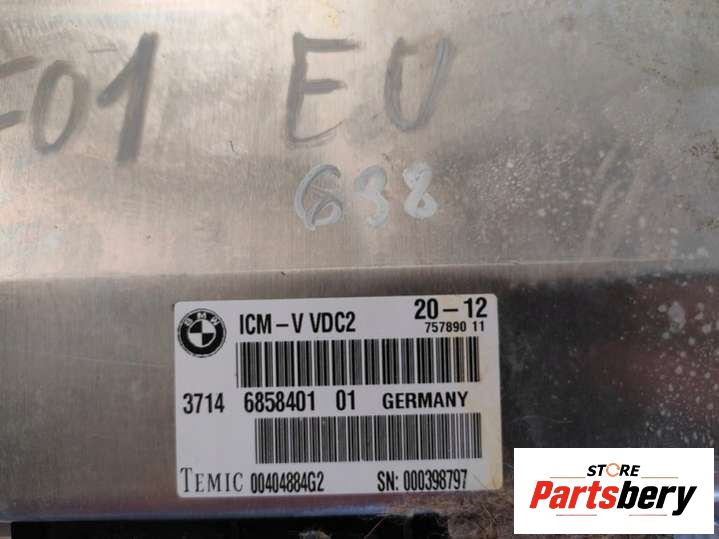 F01 EU
638
BMW
ICM-V VDC2 20-12
757890 11
3714 6858401 01 GERMANY
TEMIC 00404884G2 SN: 000398797
STORE
Partsbery